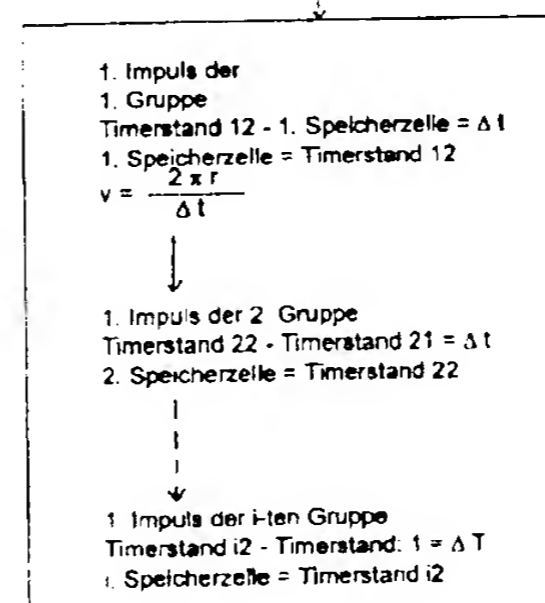 1. Impuls der
1. Gruppe
Timerstand 12 - 1. Speicherzelle = Δ t
1. Speicherzelle = Timerstand 12
v = 2 π r / Δ t
1. Impuls der 2 Gruppe
Timerstand 22 - Timerstand 21 = Δ t
2. Speicherzelle = Timerstand 22
1 Impuls der i-ten Gruppe
Timerstand i2 - Timerstand: 1 = Δ T
i. Speicherzelle = Timerstand i2